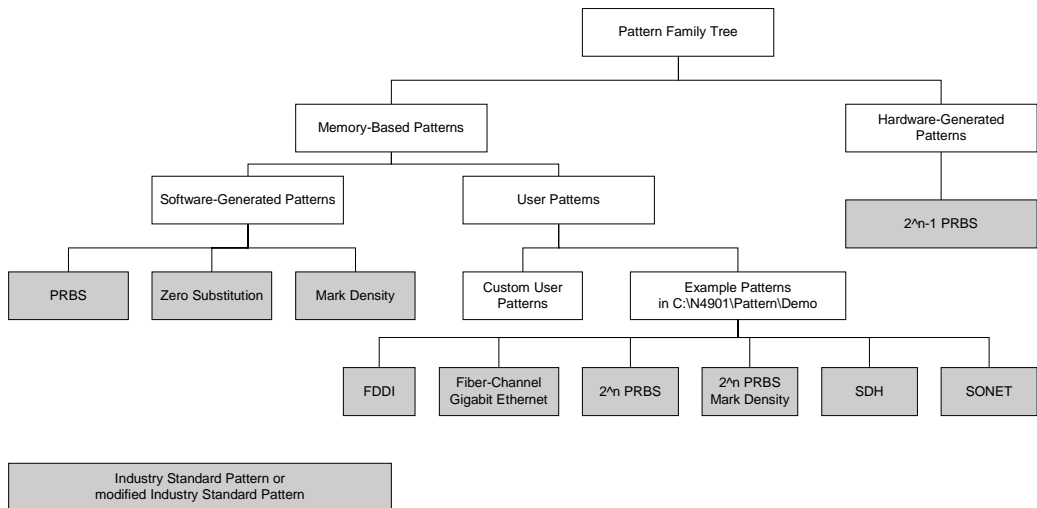 Pattern Family Tree
Memory-Based Patterns
Hardware-Generated
Patterns
Software-Generated Patterns
User Patterns
2^n-1 PRBS
PRBS
Zero Substitution
Mark Density
Custom User
Patterns
Example Patterns
in C:\N4901\Pattern\Demo
FDDI
Fiber-Channel
Gigabit Ethernet
2^n PRBS
2^n PRBS
Mark Density
SDH
SONET
Industry Standard Pattern or
modified Industry Standard Pattern